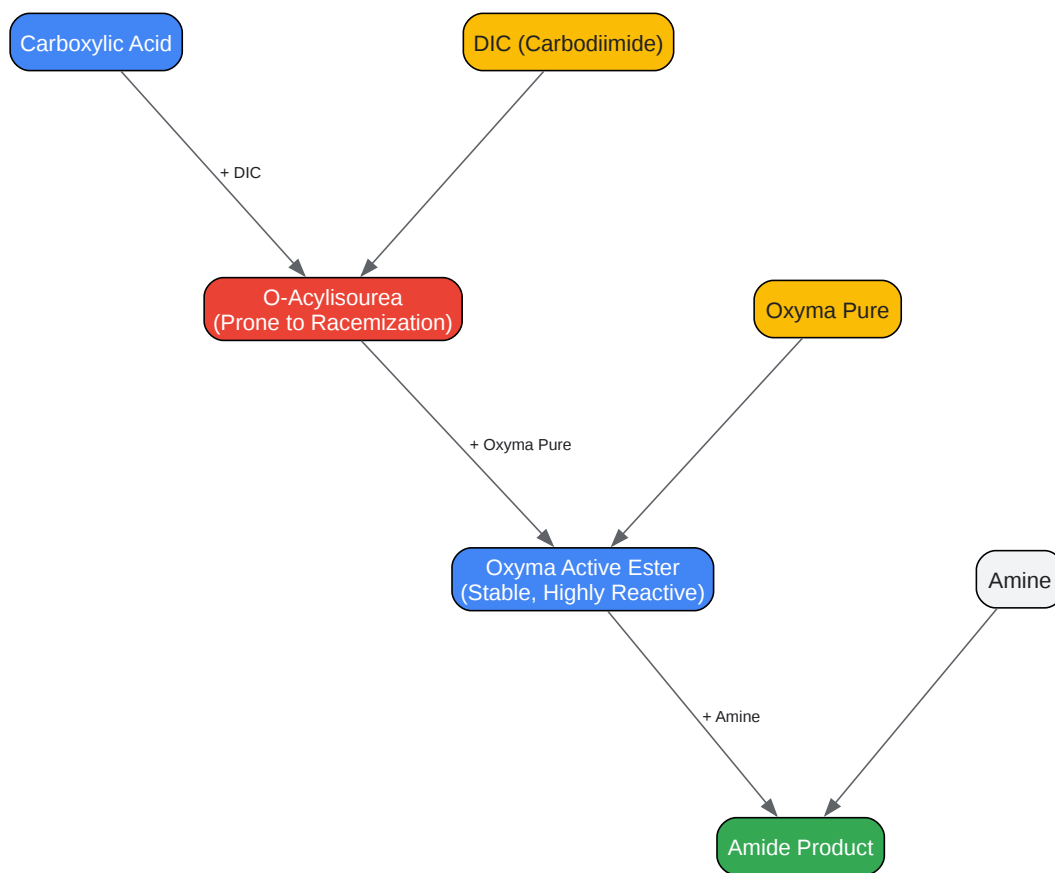 Carboxylic Acid
DIC (Carbodiimide)
+ DIC
O-Acylisourea
(Prone to Racemization)
Oxyma Pure
+ Oxyma Pure
Oxyma Active Ester
(Stable, Highly Reactive)
Amine
+ Amine
Amide Product